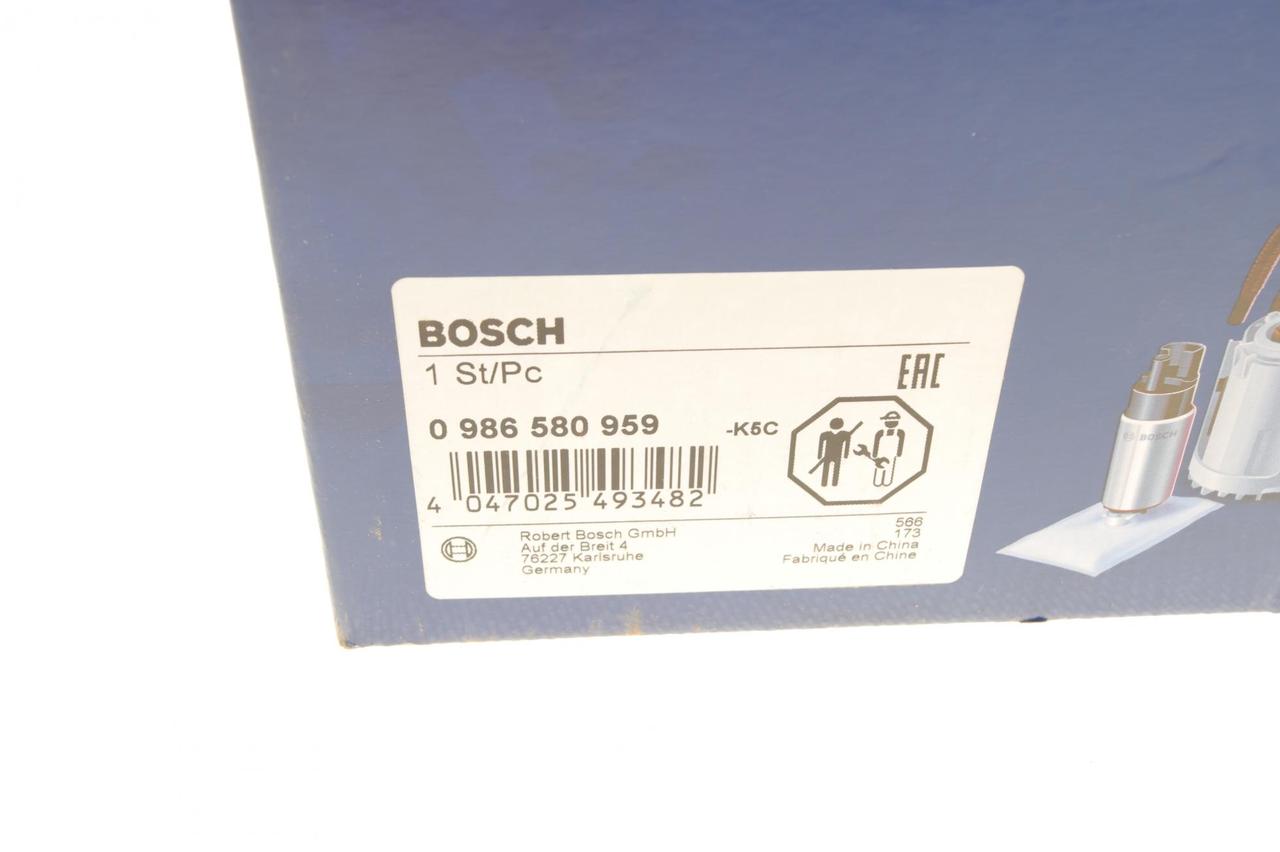 BOSCH
1 St/Pc
EAC
0 986 580 959 -K5C
4 047025 493482
Robert Bosch GmbH
Auf der Breit 4
76227 Karlsruhe
Germany
566
173
Made in China
Fabriqué en Chine
BOSCH